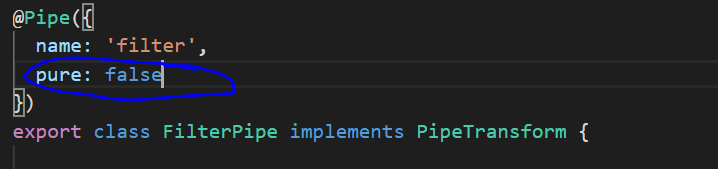 @Pipe({
name: 'filter',
pure: false
})
export class FilterPipe implements PipeTransform {